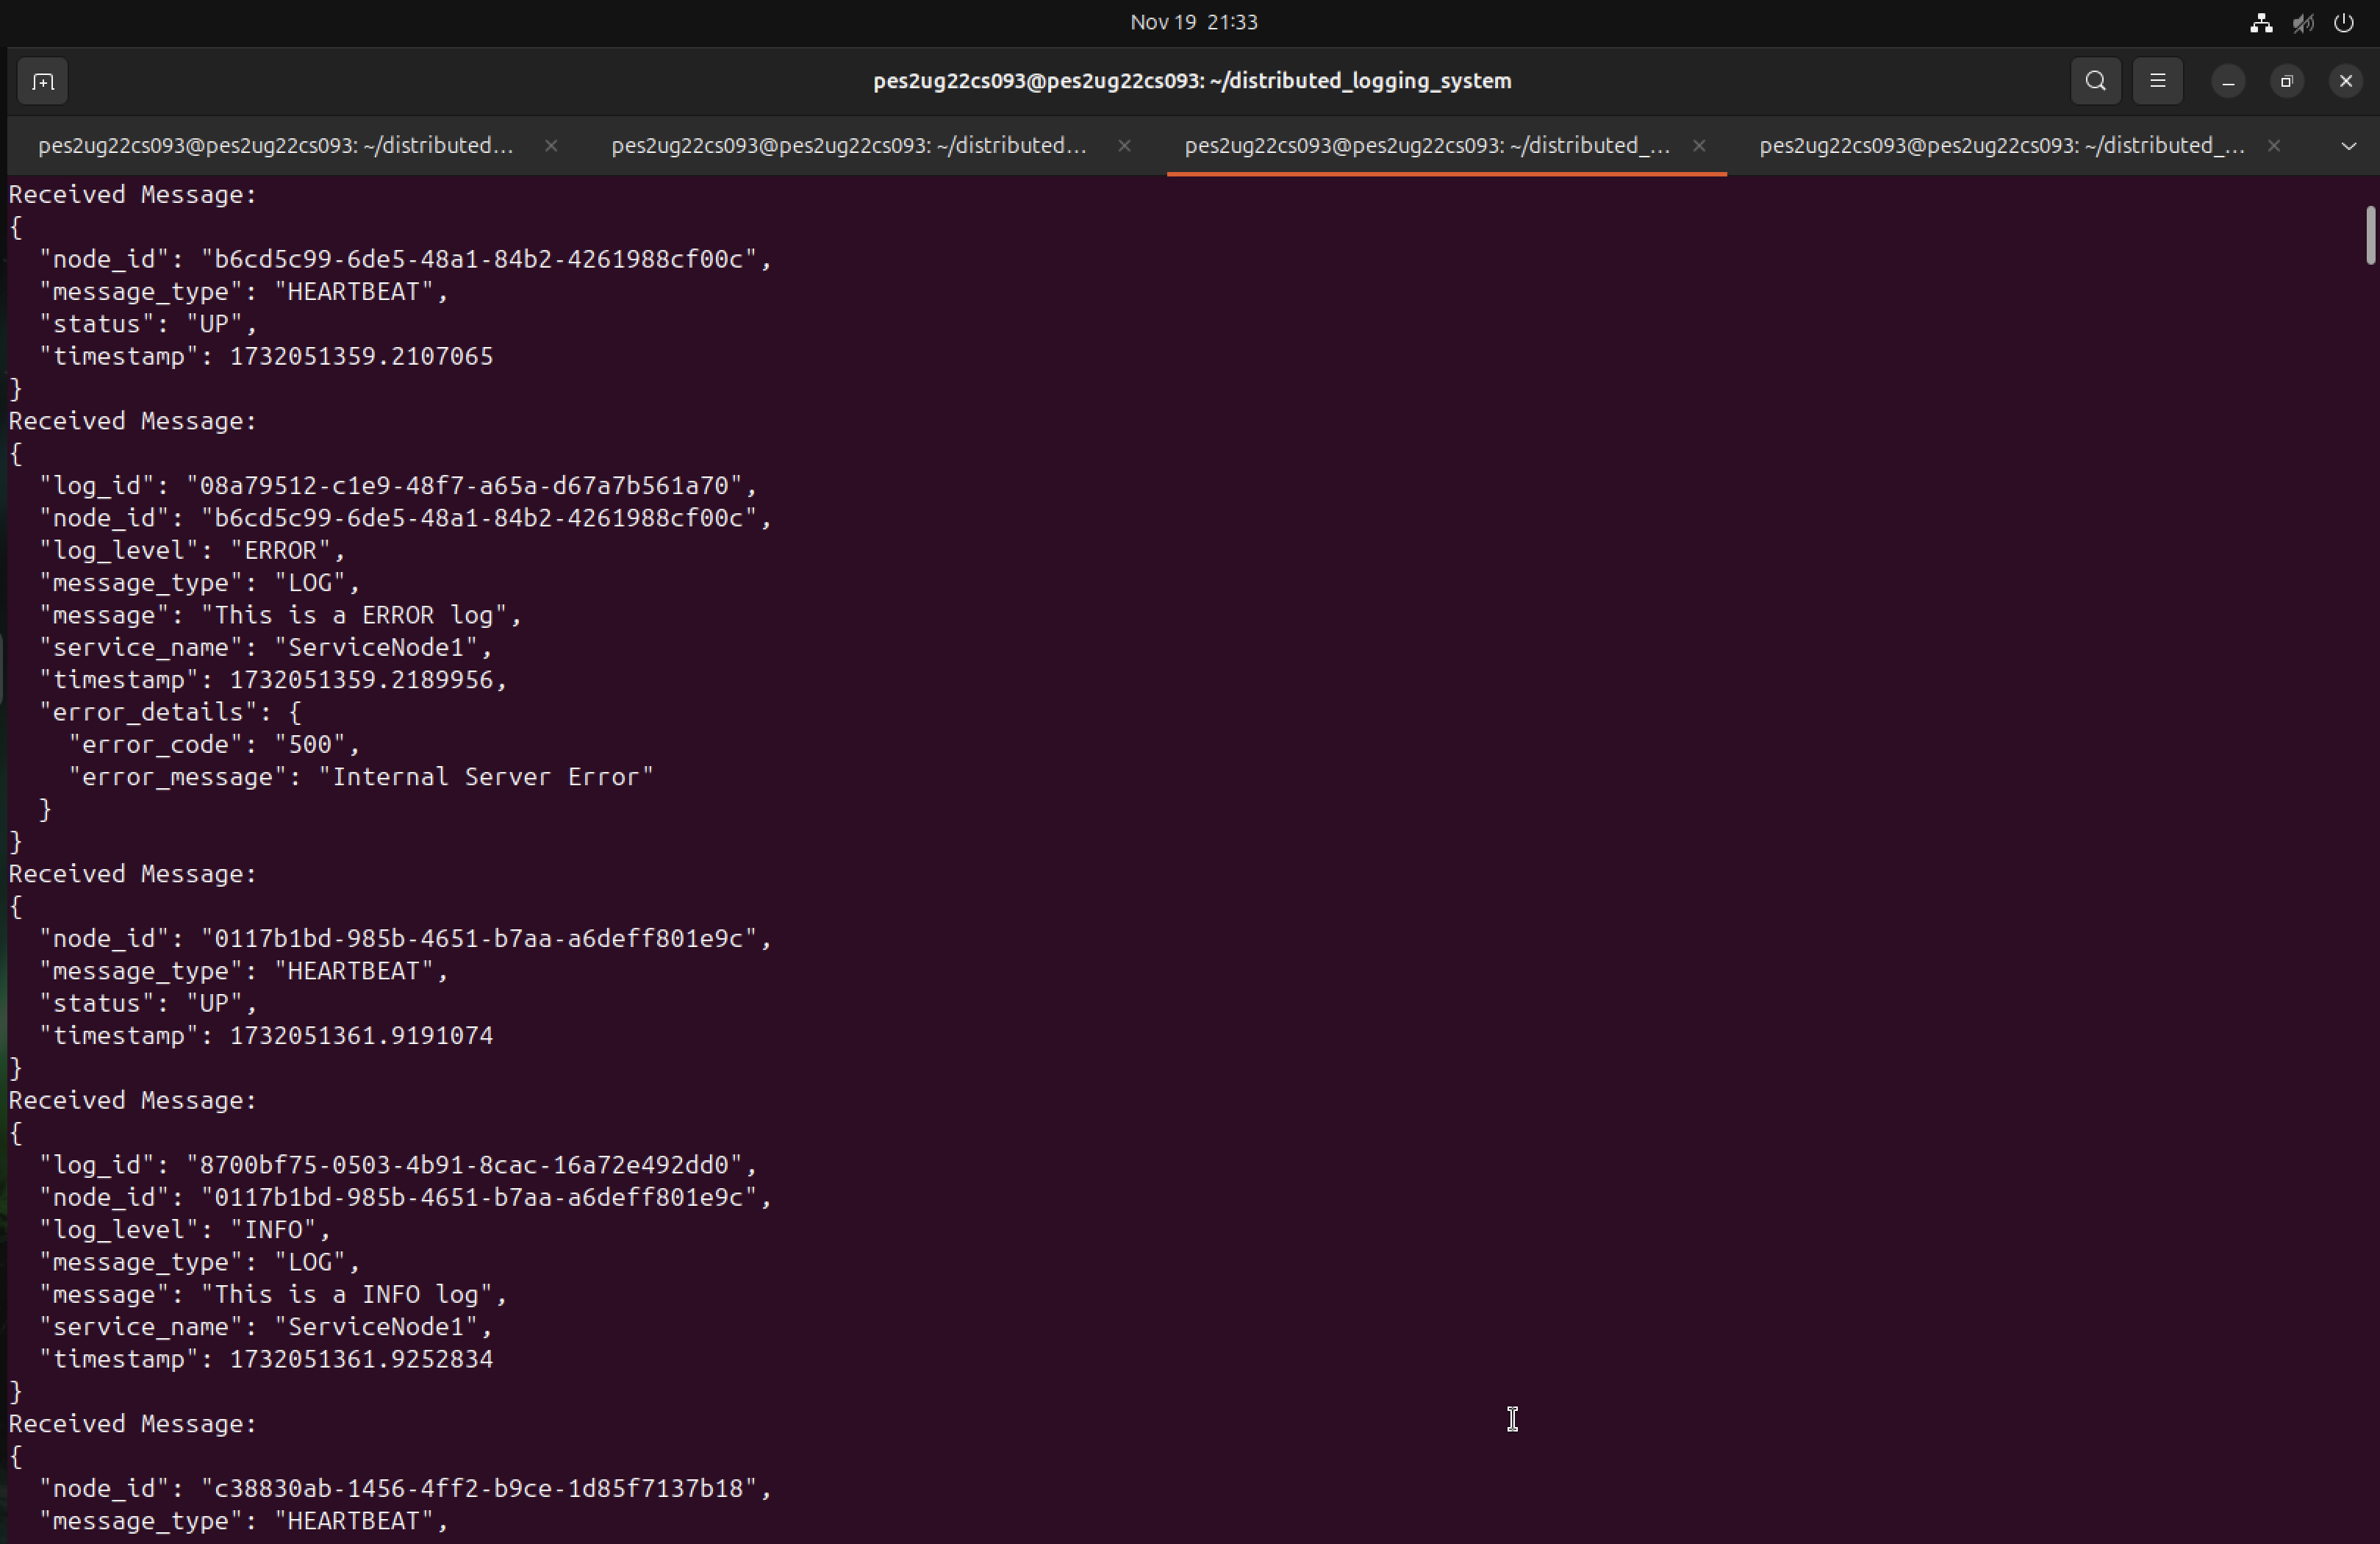 Nov 19 21:33
pes2ug22cs093@pes2ug22cs093: ~/distributed_logging_system
pes2ug22cs093@pes2ug22cs093: ~/distributed...
pes2ug22cs093@pes2ug22cs093: ~/distributed...
pes2ug22cs093@pes2ug22cs093: ~/distributed_...
pes2ug22cs093@pes2ug22cs093: ~/distributed_...
Received Message:
{
  "node_id": "b6cd5c99-6de5-48a1-84b2-4261988cf00c",
  "message_type": "HEARTBEAT",
  "status": "UP",
  "timestamp": 1732051359.2107065
}
Received Message:
{
  "log_id": "08a79512-c1e9-48f7-a65a-d67a7b561a70",
  "node_id": "b6cd5c99-6de5-48a1-84b2-4261988cf00c",
  "log_level": "ERROR",
  "message_type": "LOG",
  "message": "This is a ERROR log",
  "service_name": "ServiceNode1",
  "timestamp": 1732051359.2189956,
  "error_details": {
    "error_code": "500",
    "error_message": "Internal Server Error"
  }
}
Received Message:
{
  "node_id": "0117b1bd-985b-4651-b7aa-a6deff801e9c",
  "message_type": "HEARTBEAT",
  "status": "UP",
  "timestamp": 1732051361.9191074
}
Received Message:
{
  "log_id": "8700bf75-0503-4b91-8cac-16a72e492dd0",
  "node_id": "0117b1bd-985b-4651-b7aa-a6deff801e9c",
  "log_level": "INFO",
  "message_type": "LOG",
  "message": "This is a INFO log",
  "service_name": "ServiceNode1",
  "timestamp": 1732051361.9252834
}
Received Message:
{
  "node_id": "c38830ab-1456-4ff2-b9ce-1d85f7137b18",
  "message_type": "HEARTBEAT",